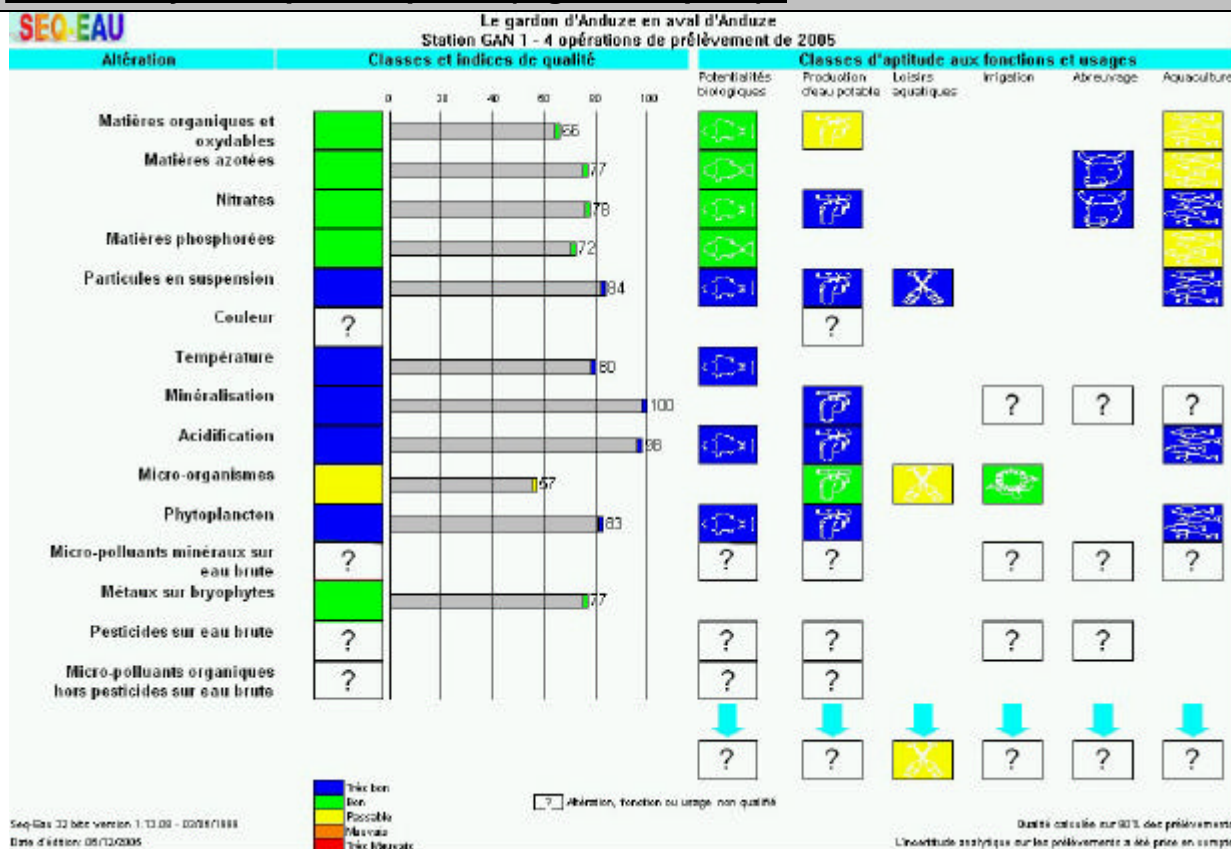 SEQ-EAU
Le gardon d'Anduze en aval d'Anduze
Station GAN 1 - 4 opérations de prélèvement de 2005
Altération
Classes et indices de qualité
Classes d'aptitude aux fonctions et usages
Potentialités biologiques
Production d'eau potable
Loisirs aquatiques
Irrigation
Abreuvage
Aquaculture
0 20 40 60 80 100
Matières organiques et
oxydables
66
Matières azotées
77
Nitrates
78
Matières phosphorées
72
Particules en suspension
84
Couleur
? ?
Température
80
Minéralisation
100 ? ? ?
Acidification
98
Micro-organismes
57
Phytoplancton
83
Micro-polluants minéraux sur
eau brute
? ? ? ? ? ?
Métaux sur bryophytes
77
Pesticides sur eau brute
? ? ? ? ?
Micro-polluants organiques
hors pesticides sur eau brute
? ? ?
? ? ? ? ?
Très bon
Bon
Passable
Mauvais
Très Mauvais
? Altération, fonction ou usage non qualifié
Seq-Eau 32 bits version 1.13.09 -
Date d'édition: 05/12/2005
Qualité calculée sur 90% des prélèvements
L'incertitude analytique sur les prélèvements a été prise en compte